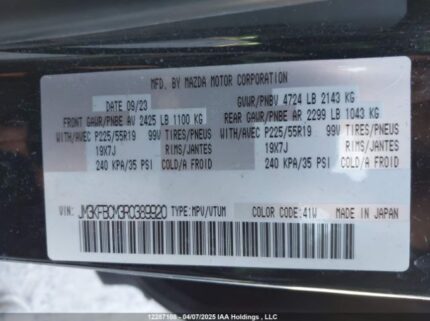 MFD. BY MAZDA MOTOR CORPORATION
DATE 09/23 GVWR/PNBV 4724 LB 2143 KG
FRONT GAWR/PNBE AV 2425 LB 1100 KG REAR GAWR/PNBE AR 2299 LB 1043 KG
WITH/AVEC P225/55R19 99V TIRES/PNEUS WITH/AVEC P225/55R19 99V TIRES/PNEUS
19X7J RIMS/JANTES 19X7J RIMS/JANTES
240 KPA/35 PSI COLD/A FROID 240 KPA/35 PSI COLD/A FROID
VIN: JM3KFBCM3P0389920 TYPE:MPV/VTUM COLOR CODE:41W MADE IN JAPAN
12287108 - 04/07/2025 IAA Holdings , LLC